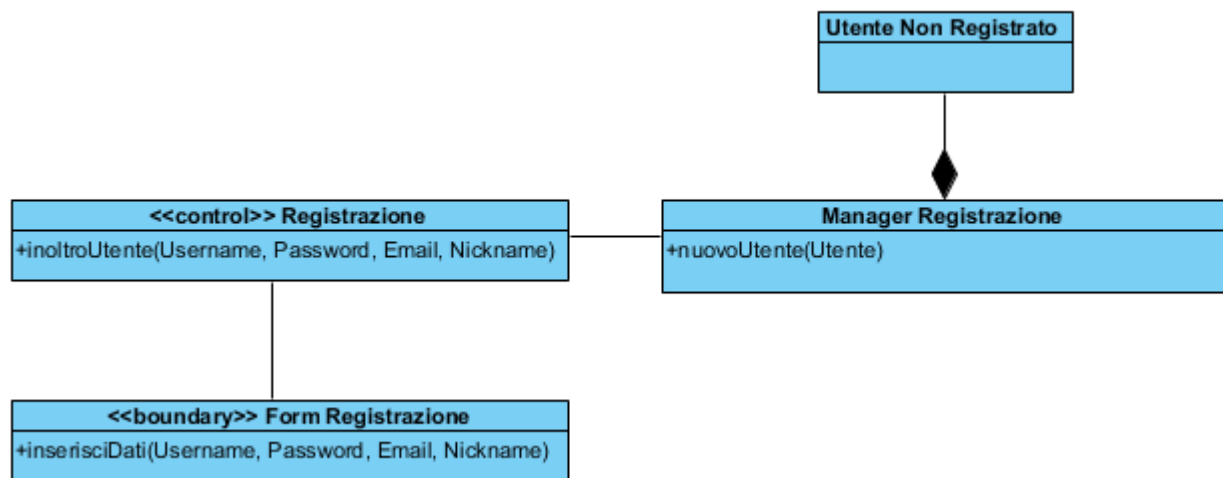 Utente Non Registrato
<<control>> Registrazione
+inoltroUtente(Username, Password, Email, Nickname)
Manager Registrazione
+nuovoUtente(Utente)
<<boundary>> Form Registrazione
+inserisciDati(Username, Password, Email, Nickname)